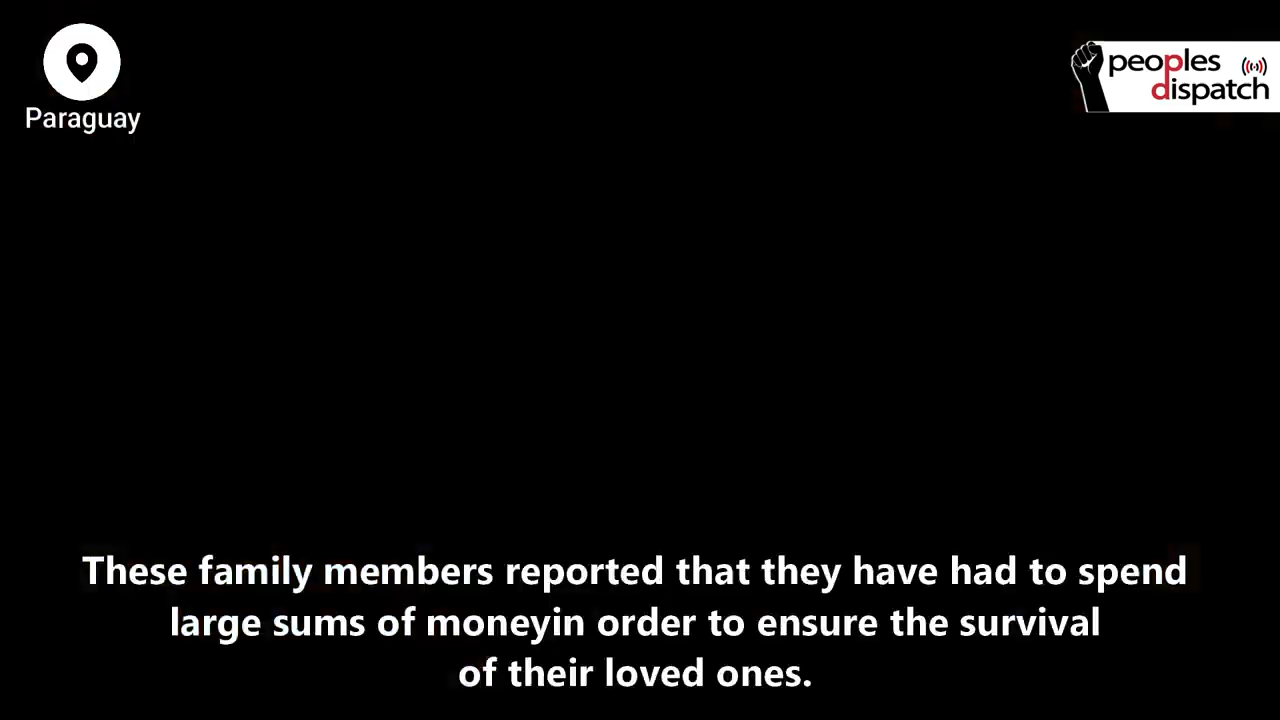 Paraguay
peoples
dispatch
These family members reported that they have had to spend
large sums of moneyin order to ensure the survival
of their loved ones.